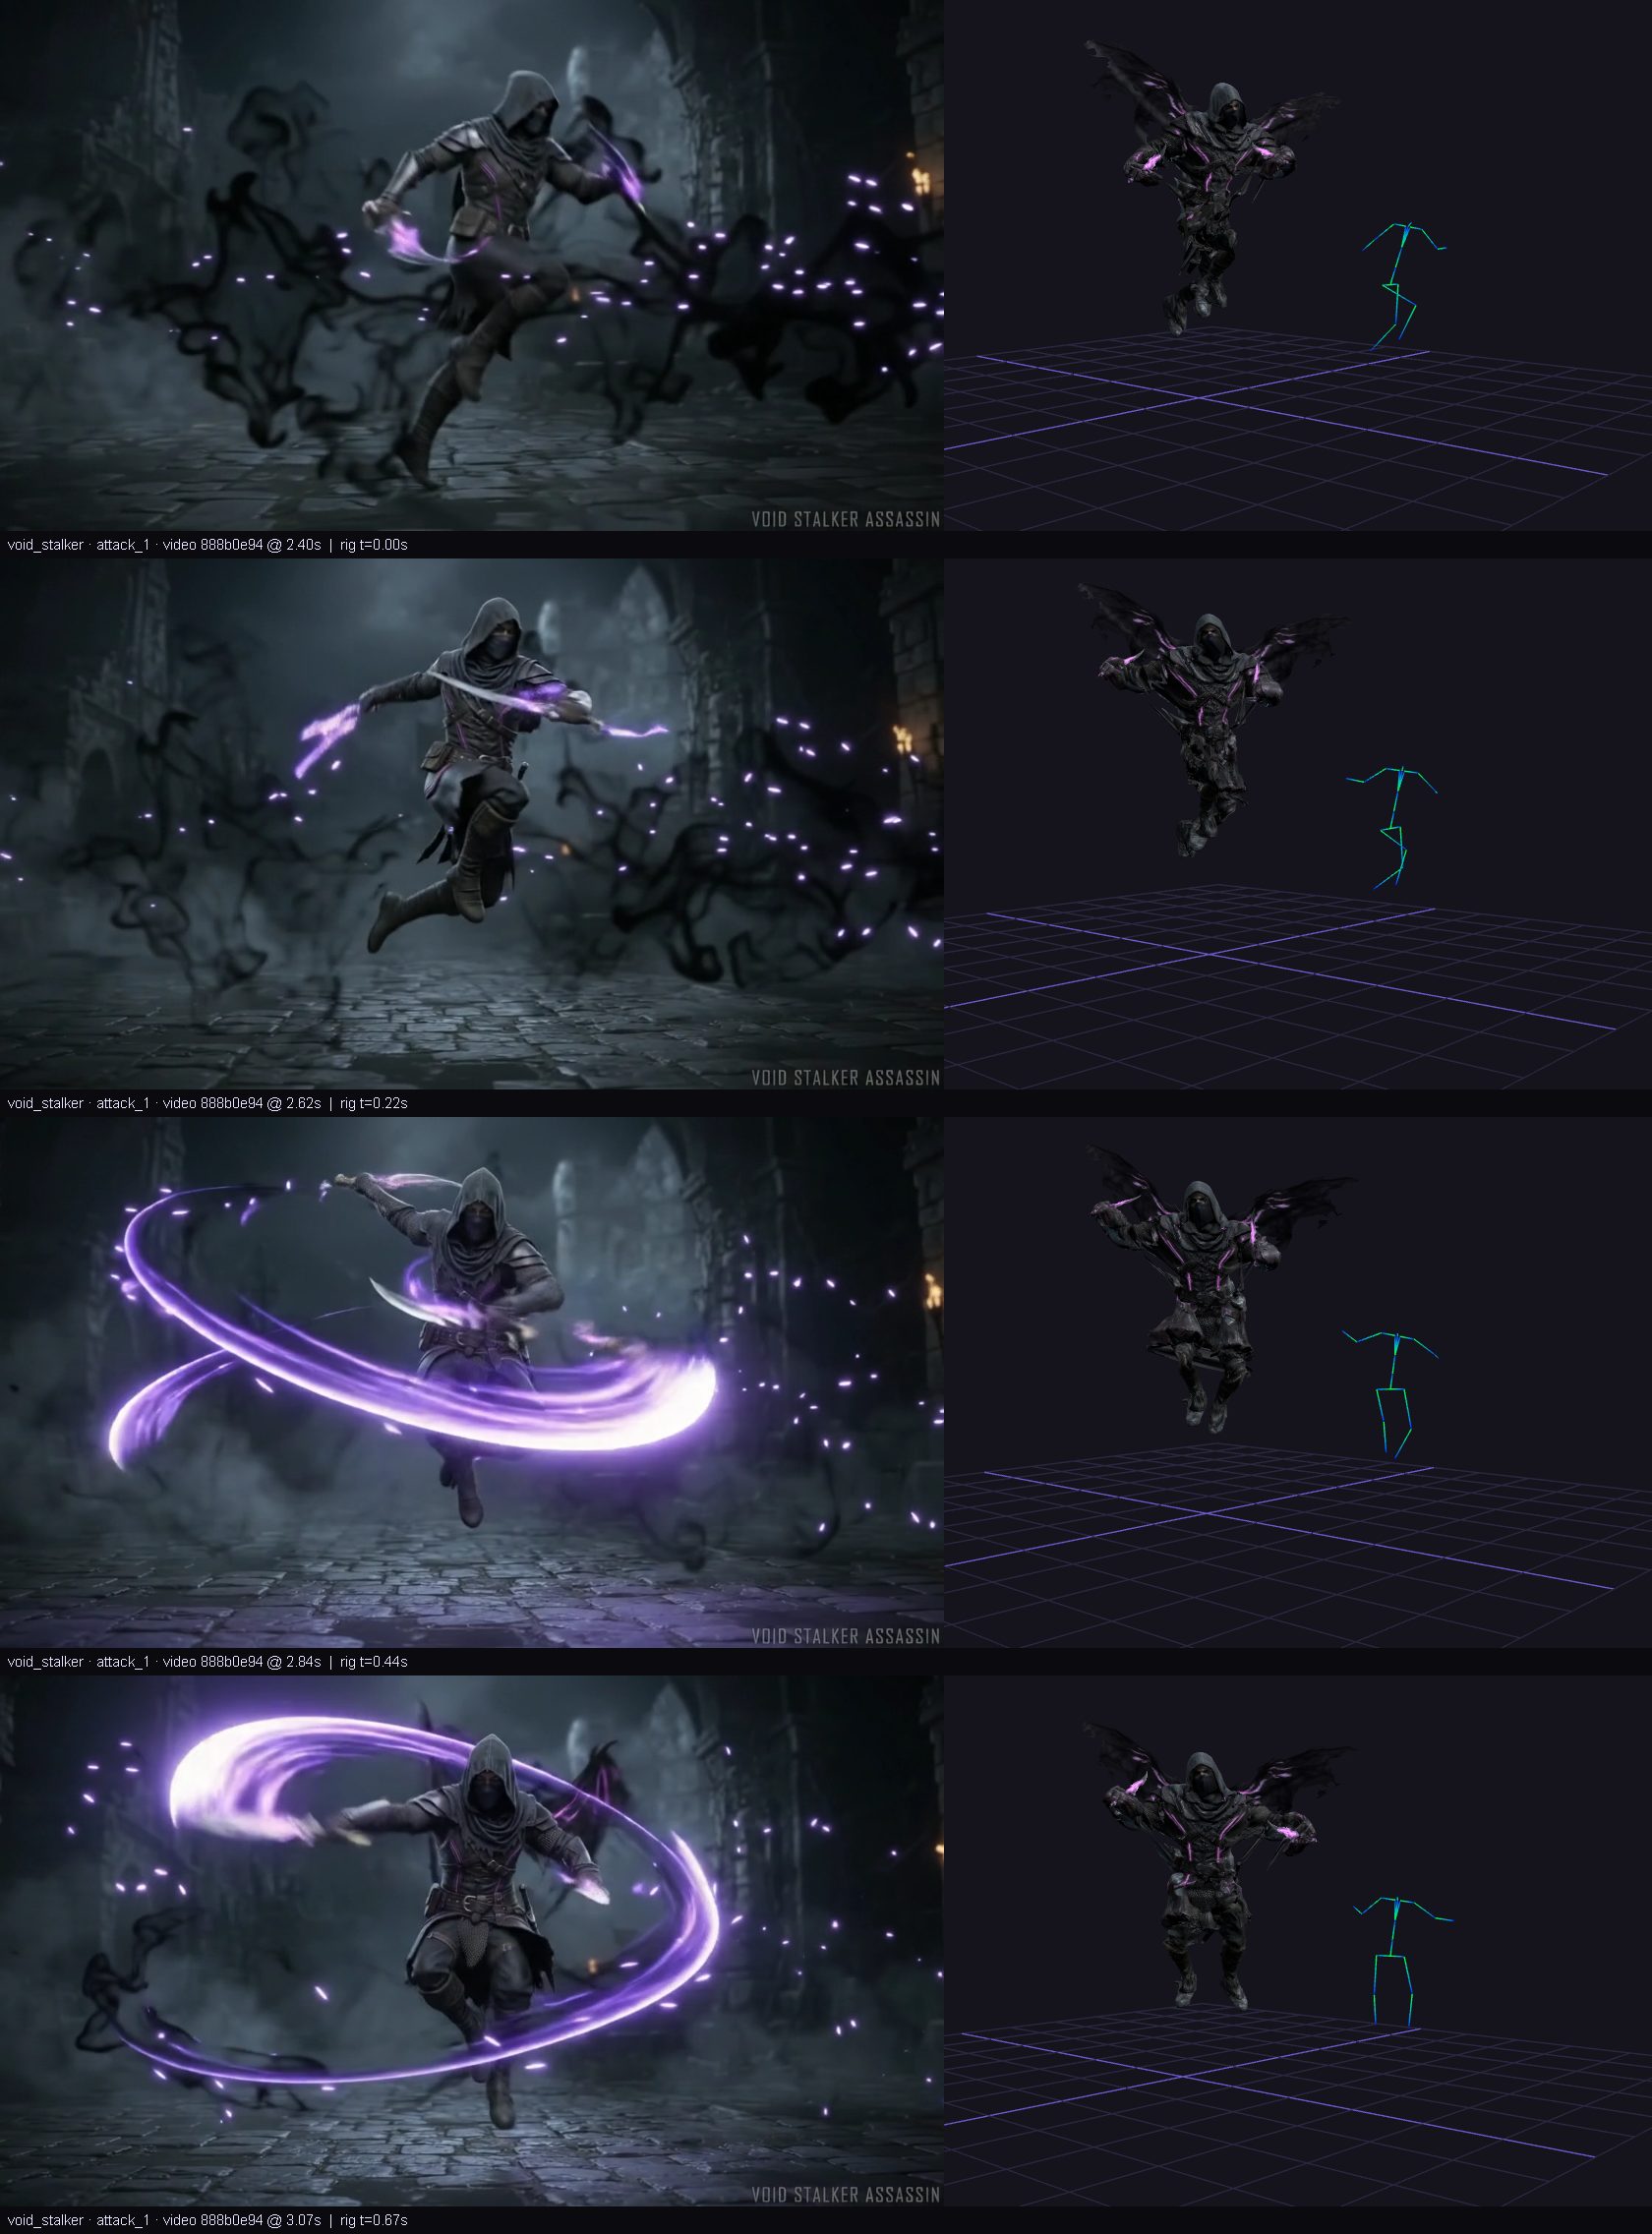 VOID STALKER ASSASSIN
void_stalker · attack_1 · video 888b0e94 @ 2.40s | rig t=0.00s
VOID STALKER ASSASSIN
void_stalker · attack_1 · video 888b0e94 @ 2.62s | rig t=0.22s
VOID STALKER ASSASSIN
void_stalker · attack_1 · video 888b0e94 @ 2.84s | rig t=0.44s
VOID STALKER ASSASSIN
void_stalker · attack_1 · video 888b0e94 @ 3.07s | rig t=0.67s